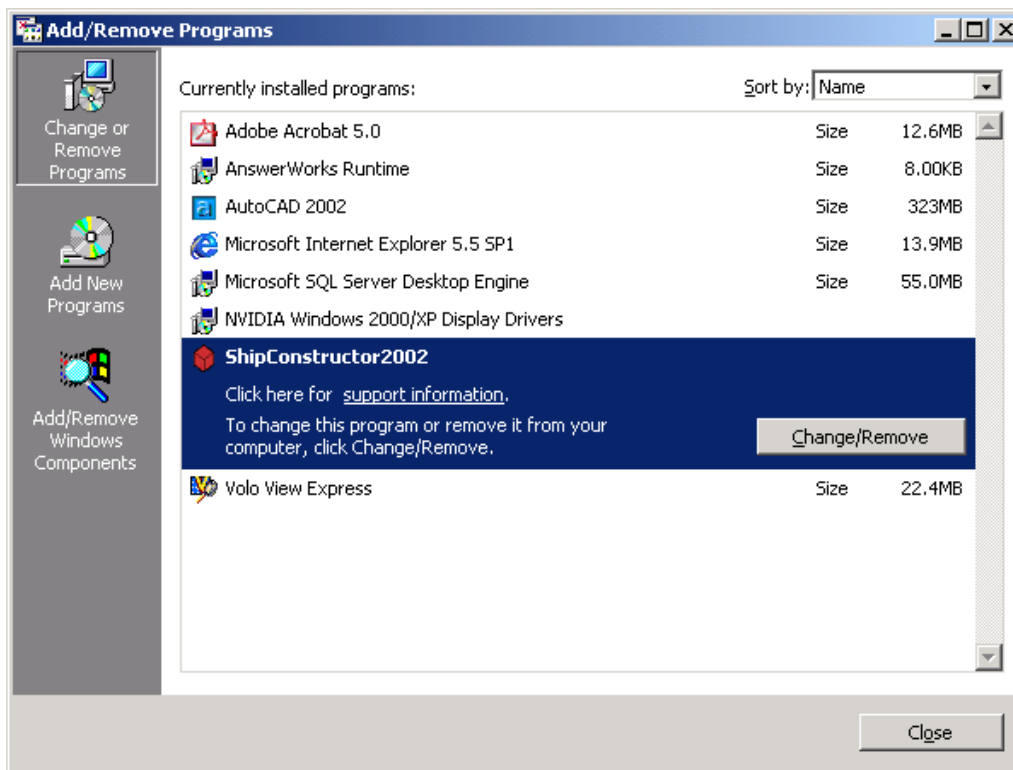 Add/Remove Programs
Change or
Remove
Programs
Add New
Programs
Add/Remove
Windows
Components
Currently installed programs:
Sort by: Name
Adobe Acrobat 5.0 Size 12.6MB
AnswerWorks Runtime Size 8.00KB
AutoCAD 2002 Size 323MB
Microsoft Internet Explorer 5.5 SP1 Size 13.9MB
Microsoft SQL Server Desktop Engine Size 55.0MB
NVIDIA Windows 2000/XP Display Drivers
ShipConstructor2002
Click here for support information.
To change this program or remove it from your
computer, click Change/Remove.
Change/Remove
Volo View Express Size 22.4MB
Close